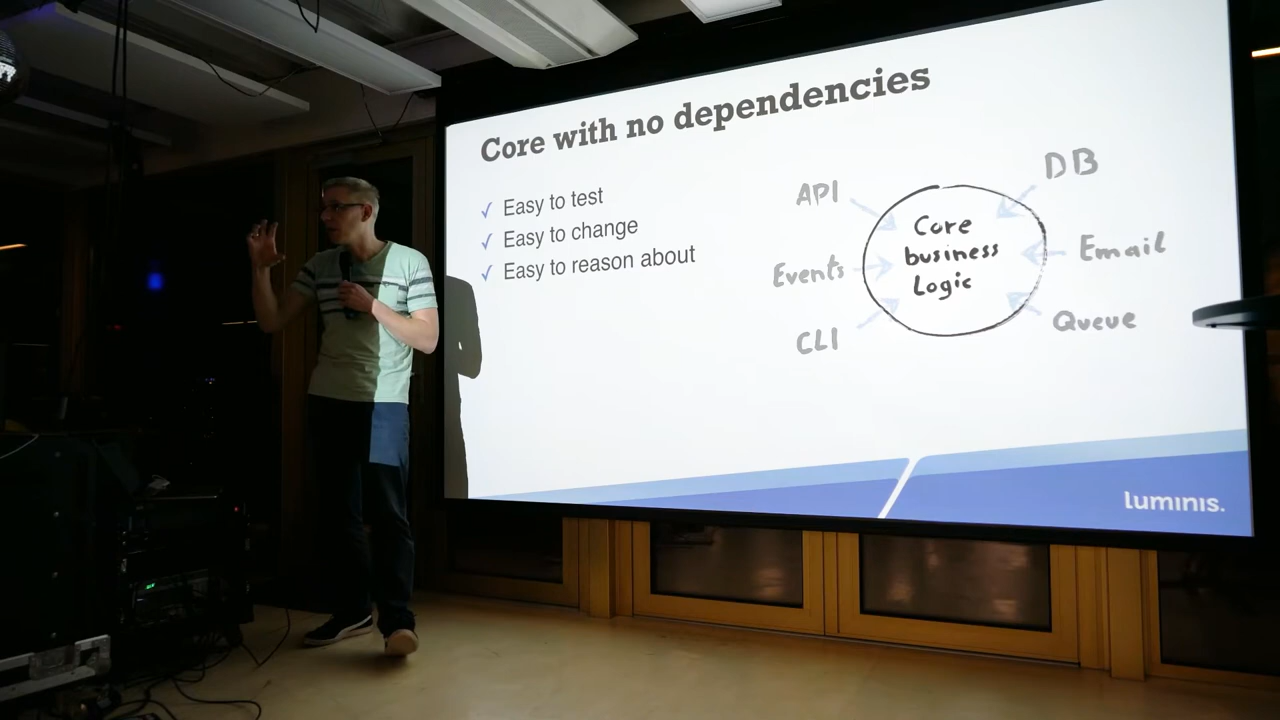 Core with no dependencies
✓ Easy to test
✓ Easy to change
✓ Easy to reason about
API
Events
CLI
Core
business
Logic
DB
Email
Queue
luminis.